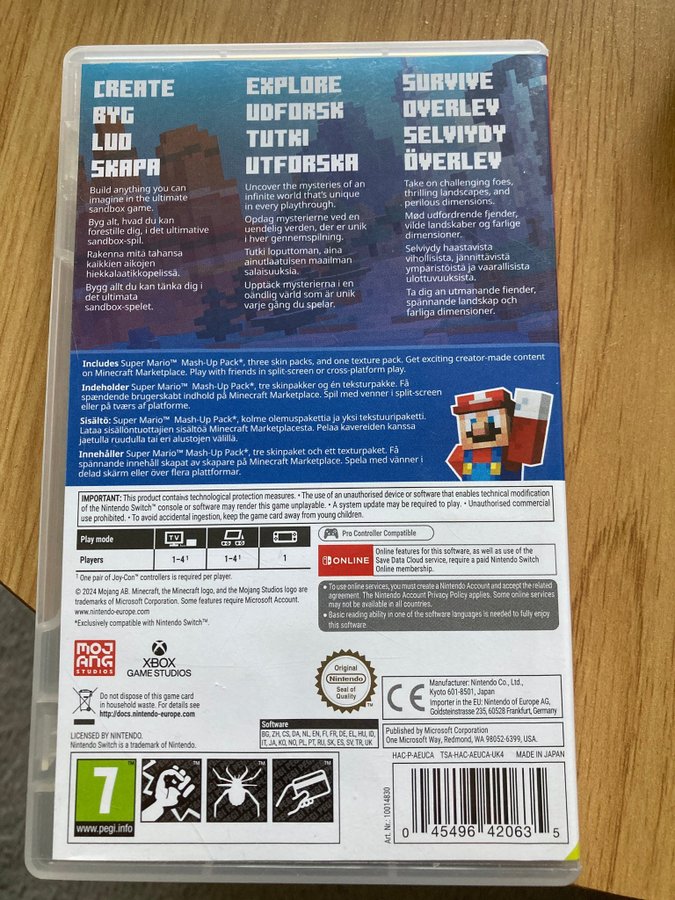 CREATE
BYG
LUO
SKAPA
Build anything you can
imagine in the ultimate
sandbox game.
Byg alt, hvad du kan
forestille dig, i det ultimative
sandbox-spil.
Rakenna mitä tahansa
kaikkien aikojen
hiekkalaatikkopelissä.
Bygg allt du kan tänka dig i
det ultimata
sandbox-spelet.
EXPLORE
UDFORSK
TUTKI
UTFORSKA
Uncover the mysteries of an
infinite world that's unique
in every playthrough.
Opdag mysterierne ved en
uendelig verden, der er unik
i hver gennemspilning.
Tutki loputtoman, aina
ainutlaatuisen maailman
salaisuuksia.
Upptäck mysterierna i en
oändlig värld som är unik
varje gång du spelar.
SURVIVE
OVERLEV
SELVIYDY
ÖVERLEV
Take on challenging foes,
thrilling landscapes, and
perilous dimensions.
Mød udfordrende fjender,
vilde landskaber og farlige
dimensioner.
Selviydy haastavista
vihollisista, jännittävistä
ympäristöistä ja vaarallisista
ulottuvuuksista.
Ta dig an utmanande fiender,
spännande landskap och
farliga dimensioner.
Includes Super Mario™ Mash-Up Pack*, three skin packs, and one texture pack. Get exciting creator-made content
on Minecraft Marketplace. Play with friends in split-screen or cross-platform play.
Indeholder Super Mario™ Mash-Up Pack*, tre skinpakker og én teksturpakke. Få
spændende brugerskabt indhold på Minecraft Marketplace. Spil med venner i split-screen
eller på tværs af platforme.
Sisältö: Super Mario™ Mash-Up Pack*, kolme olemuspakettia ja yksi tekstuuripaketti.
Lataa sisällöntuottajien sisältöä Minecraft Marketplacesta. Pelaa kavereiden kanssa
jaetulla ruudulla tai eri alustojen välillä.
Innehåller Super Mario™ Mash-Up Pack*, tre skinpaket och ett texturpaket. Få
spännande innehåll skapat av skapare på Minecraft Marketplace. Spela med vänner i
delad skärm eller över flera plattformar.
IMPORTANT: This product contains technological protection measures. • The use of an unauthorised device or software that enables technical modification
of the Nintendo Switch™ console or software may render this game unplayable. • A system update may be required to play. • Unauthorised commercial
use prohibited. • To avoid accidental ingestion, keep the game card away from young children.
Play mode
TV
Players
1–4¹
1–4¹
1
¹ One pair of Joy-Con™ controllers is required per player.
© 2024 Mojang AB. Minecraft, the Minecraft logo, and the Mojang Studios logo are
trademarks of Microsoft Corporation. Some features require Microsoft Account.
www.nintendo-europe.com
*Exclusively compatible with Nintendo Switch™.
Pro Controller Compatible
ONLINE
Online features for this software, as well as use of the
Save Data Cloud service, require a paid Nintendo Switch
Online membership.
• To use online services, you must create a Nintendo Account and accept the related
agreement. The Nintendo Account Privacy Policy applies. Some online services
may not be available in all countries.
• Basic reading ability in one of the software languages is needed to fully enjoy
this software.
MOJ
ANG
STUDIOS
XBOX
GAME STUDIOS
Do not dispose of this game card
in household waste. For details see
http://docs.nintendo-europe.com
LICENSED BY NINTENDO.
Nintendo Switch is a trademark of Nintendo.
Original
Nintendo
Seal of
Quality
CE
Manufacturer: Nintendo Co., Ltd.,
Kyoto 601-8501, Japan
Importer in the EU: Nintendo of Europe AG,
Goldsteinstrasse 235, 60528 Frankfurt, Germany
Software
BG, ZH, CS, DA, NL, EN, FI, FR, DE, EL, HU, ID,
IT, JA, KO, NO, PL, PT, RU, SK, ES, SV, TR, UK
Published by Microsoft Corporation
One Microsoft Way, Redmond, WA 98052-6399, USA.
HAC-P-AEUCA TSA-HAC-AEUCA-UK4 MADE IN JAPAN
7
www.pegi.info
Art. Nr.: 10014830
0 45496 42063 5